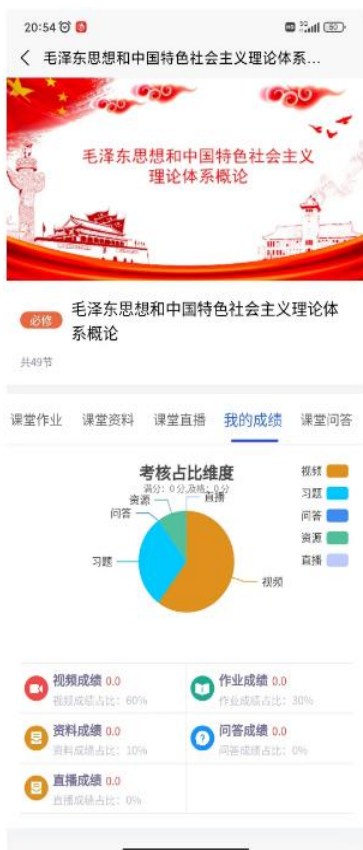 20:54
5G
80
毛泽东思想和中国特色社会主义理论体系...
毛泽东思想和中国特色社会主义
理论体系概论
必修
毛泽东思想和中国特色社会主义理论体
系概论
共49节
课堂作业 课堂资料 课堂直播 我的成绩 课堂问答
考核占比维度
满分：0分,及格：0分
资源
直播
问答
习题
视频
视频
习题
问答
资源
直播
视频成绩 0.0
视频成绩占比：60%
作业成绩 0.0
作业成绩占比：30%
资料成绩 0.0
资料成绩占比：10%
问答成绩 0.0
问答成绩占比：0%
直播成绩 0.0
直播成绩占比：0%